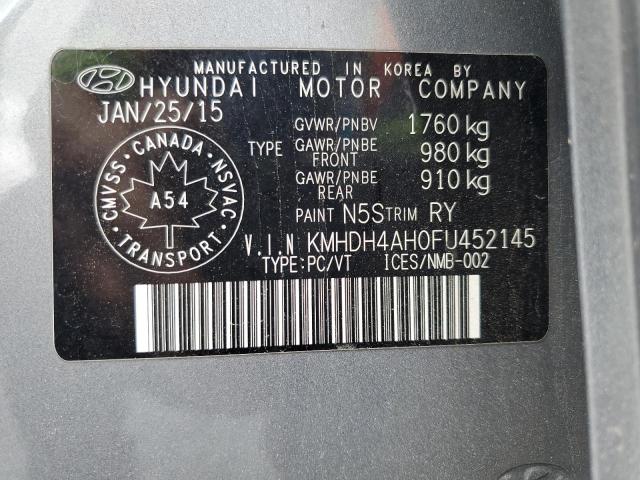 MANUFACTURED IN KOREA BY
HYUNDAI MOTOR COMPANY
JAN/25/15
GVWR/PNBV 1760 kg
TYPE GAWR/PNBE FRONT 980 kg
GAWR/PNBE REAR 910 kg
CMVSS · CANADA · NSVAC
A54
TRANSPORT
PAINT N5S TRIM RY
V.I.N KMHDH4AH0FU452145
TYPE:PC/VT ICES/NMB-002